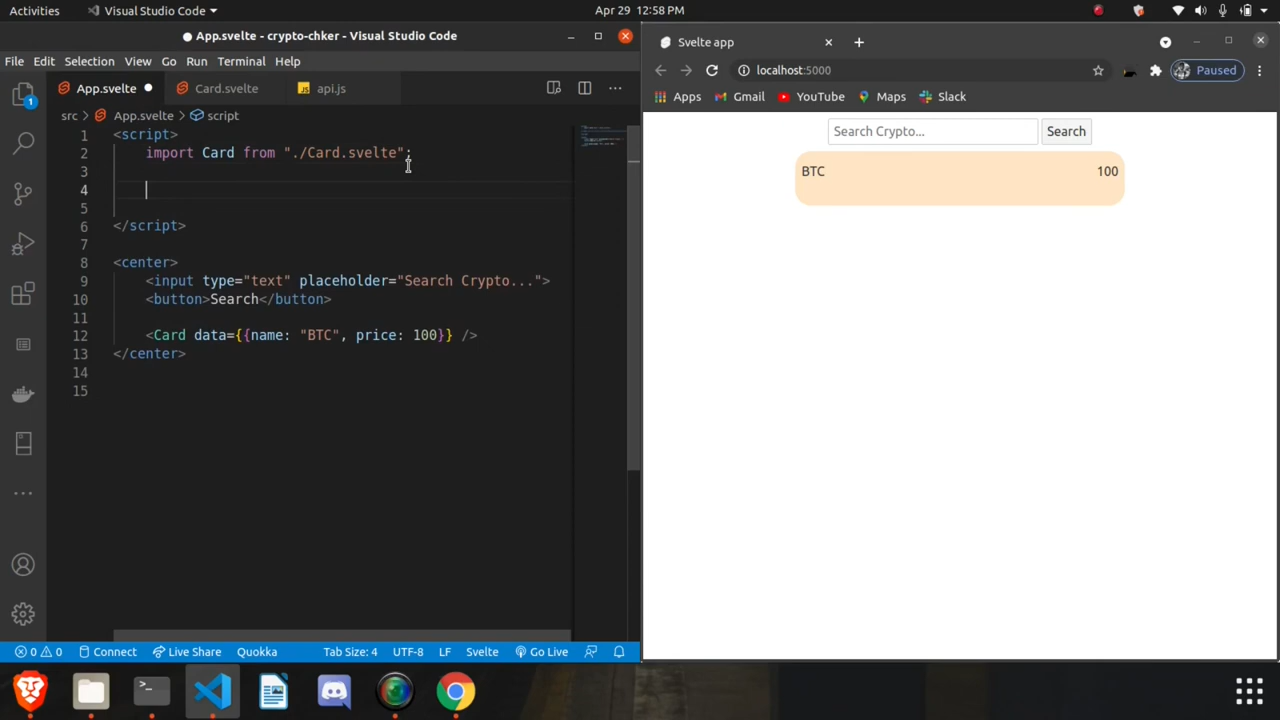 Activities
Visual Studio Code
Apr 29 12:58 PM
App.svelte - crypto-chker - Visual Studio Code
File Edit Selection View Go Run Terminal Help
App.svelte
Card.svelte
api.js
src > App.svelte > script
1 <script>
2 import Card from "./Card.svelte";
3
4
5
6 </script>
7
8 <center>
9 <input type="text" placeholder="Search Crypto...">
10 <button>Search</button>
11
12 <Card data={{name: "BTC", price: 100}} />
13 </center>
14
15
1
0 0 Connect Live Share Quokka Tab Size: 4 UTF-8 LF Svelte Go Live
Svelte app
localhost:5000
Paused
Apps Gmail YouTube Maps Slack
Search Crypto...
Search
BTC 100